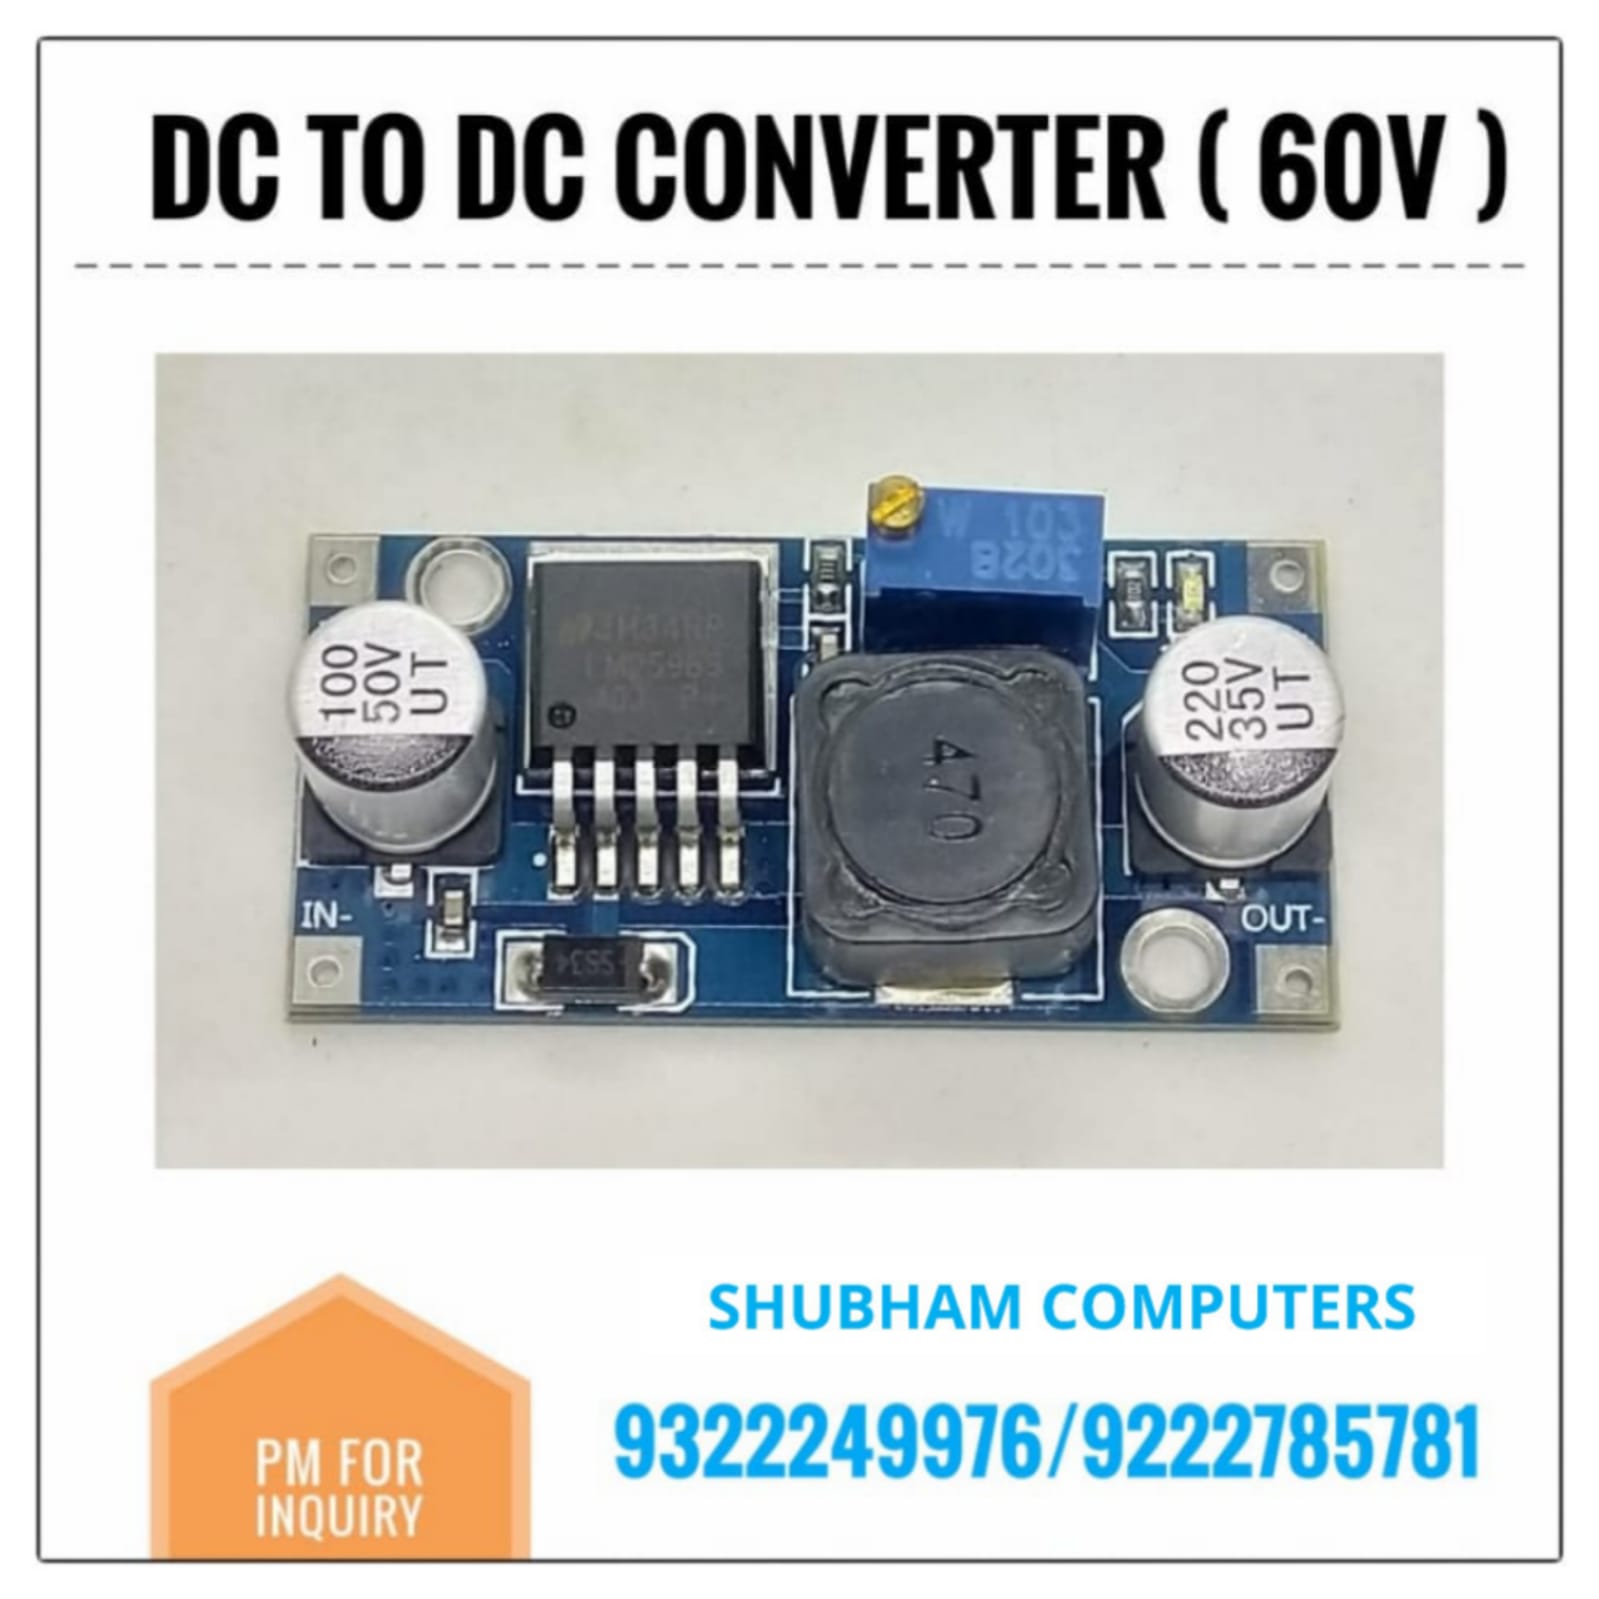 DC TO DC CONVERTER ( 60V )
W 103
302B
100
50V
UT
220
35V
UT
470
IN-
OUT-
SS34
SHUBHAM COMPUTERS
9322249976/9222785781
PM FOR
INQUIRY